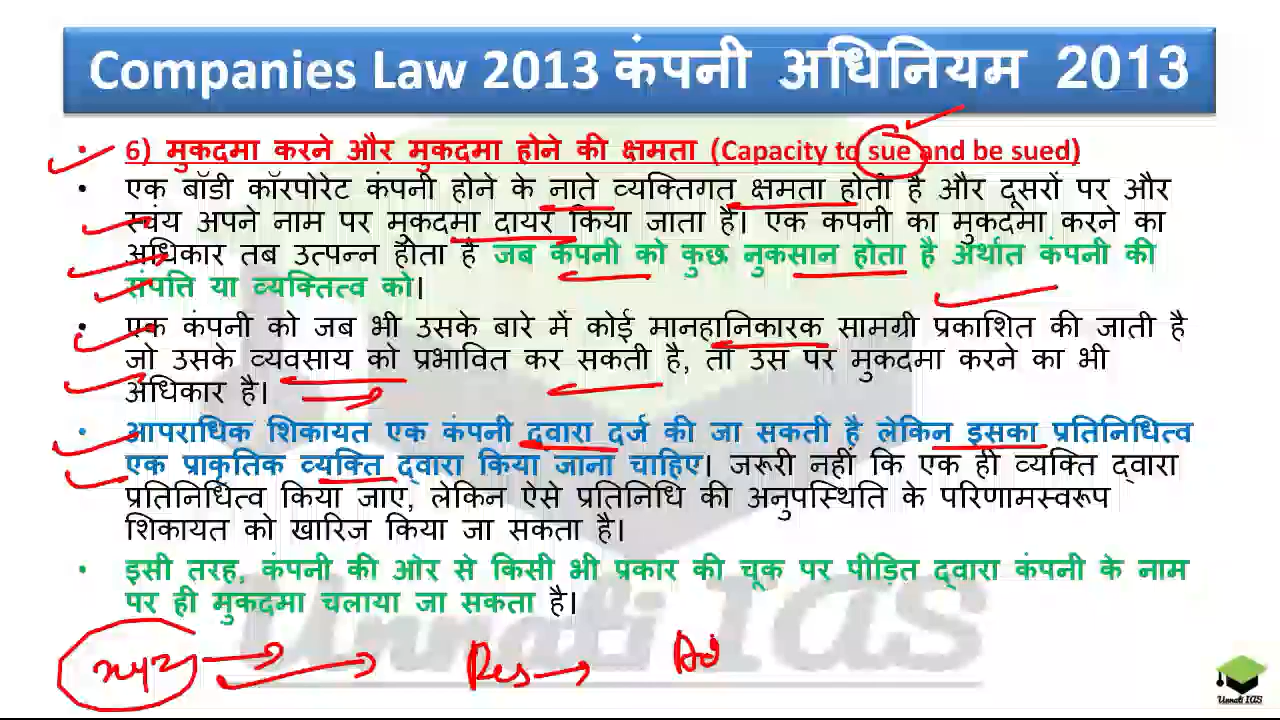 Companies Law 2013 कंपनी अधिनियम 2013
• 6) मुकदमा करने और मुकदमा होने की क्षमता (Capacity to sue and be sued)
• एक बॉडी कॉरपोरेट कंपनी होने के नाते व्यक्तिगत क्षमता होती है और दूसरों पर और
स्वंय अपने नाम पर मुकदमा दायर किया जाता है। एक कंपनी का मुकदमा करने का
अधिकार तब उत्पन्न होता है जब कंपनी को कुछ नुकसान होता है अर्थात कंपनी की
संपत्ति या व्यक्तित्व को।
• एक कंपनी को जब भी उसके बारे में कोई मानहानिकारक सामग्री प्रकाशित की जाती है
जो उसके व्यवसाय को प्रभावित कर सकती है, तो उस पर मुकदमा करने का भी
अधिकार है।
• आपराधिक शिकायत एक कंपनी द्वारा दर्ज की जा सकती है लेकिन इसका प्रतिनिधित्व
एक प्राकृतिक व्यक्ति द्वारा किया जाना चाहिए। जरूरी नहीं कि एक ही व्यक्ति द्वारा
प्रतिनिधित्व किया जाए, लेकिन ऐसे प्रतिनिधि की अनुपस्थिति के परिणामस्वरूप
शिकायत को खारिज किया जा सकता है।
• इसी तरह, कंपनी की ओर से किसी भी प्रकार की चूक पर पीड़ित द्वारा कंपनी के नाम
पर ही मुकदमा चलाया जा सकता है।
xyz Res Ad
Unnati IAS
Unnati IAS